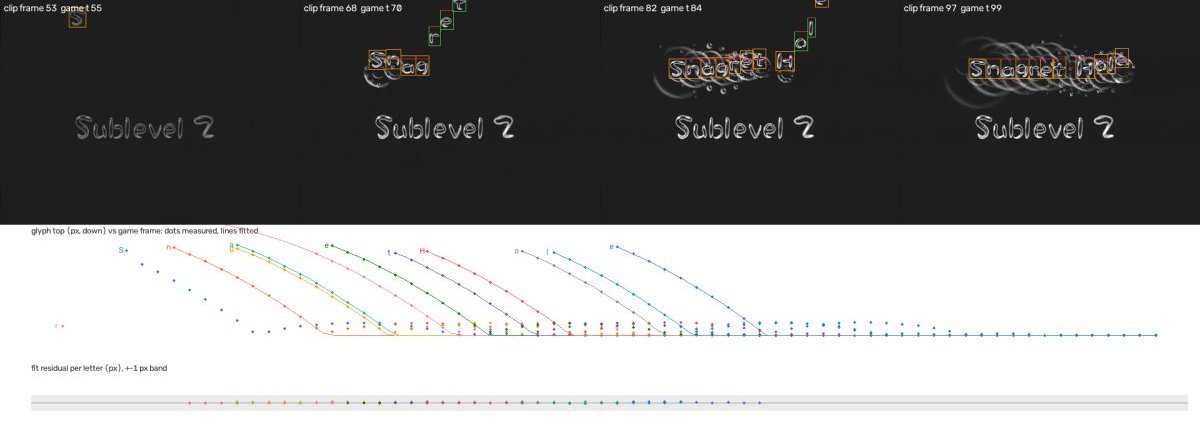 clip frame 53 game t 55
S
clip frame 68 game t 70
Snagret
Sublevel 2
clip frame 82 game t 84
Snagret Hol
Sublevel 2
clip frame 97 game t 99
Snagret Hole
Sublevel 2
Sublevel 2
glyph top (px, down) vs game frame: dots measured, lines fitted
S n a g e t H o l e
r
fit residual per letter (px), +-1 px band